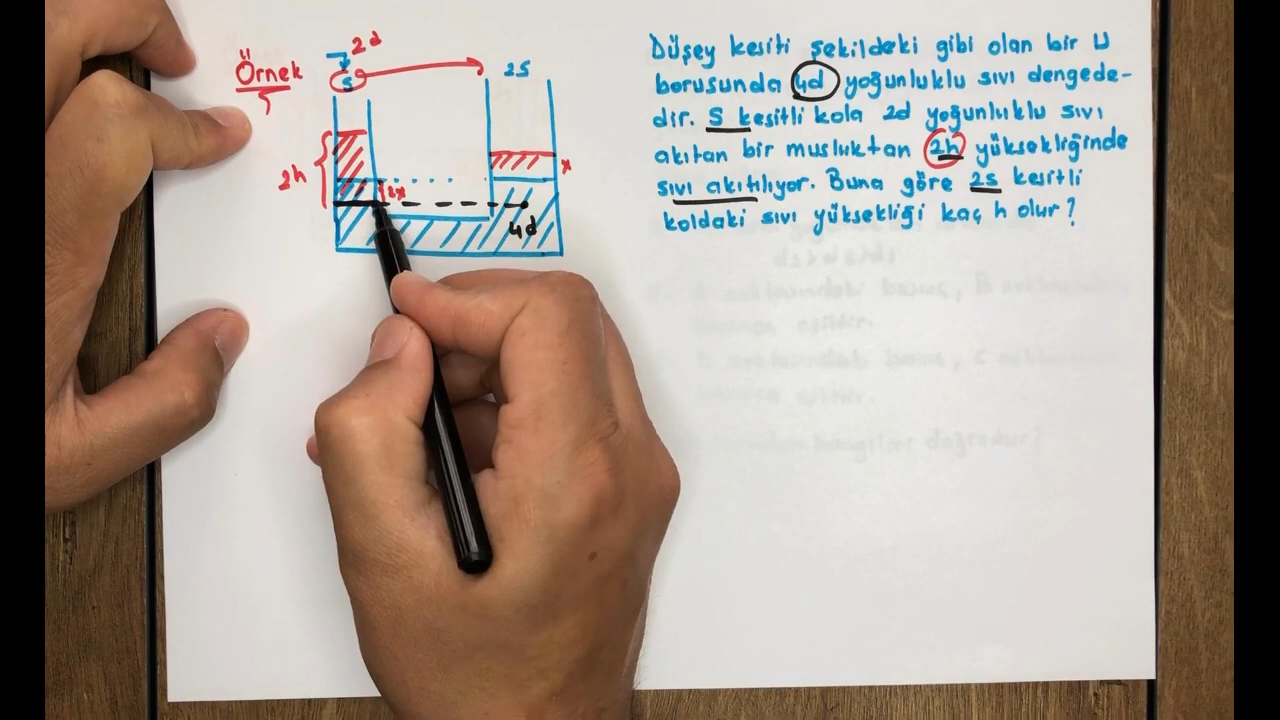 Örnek
2d
S
2S
2h
2x
x
4d
Düşey kesiti şekildeki gibi olan bir U
borusunda 4d yoğunluklu sıvı dengede-
dir. S kesitli kola 2d yoğunluklu sıvı
akıtan bir musluktan 2h yüksekliğinde
sıvı akıtılıyor. Buna göre 2s kesitli
koldaki sıvı yüksekliği kaç h olur?